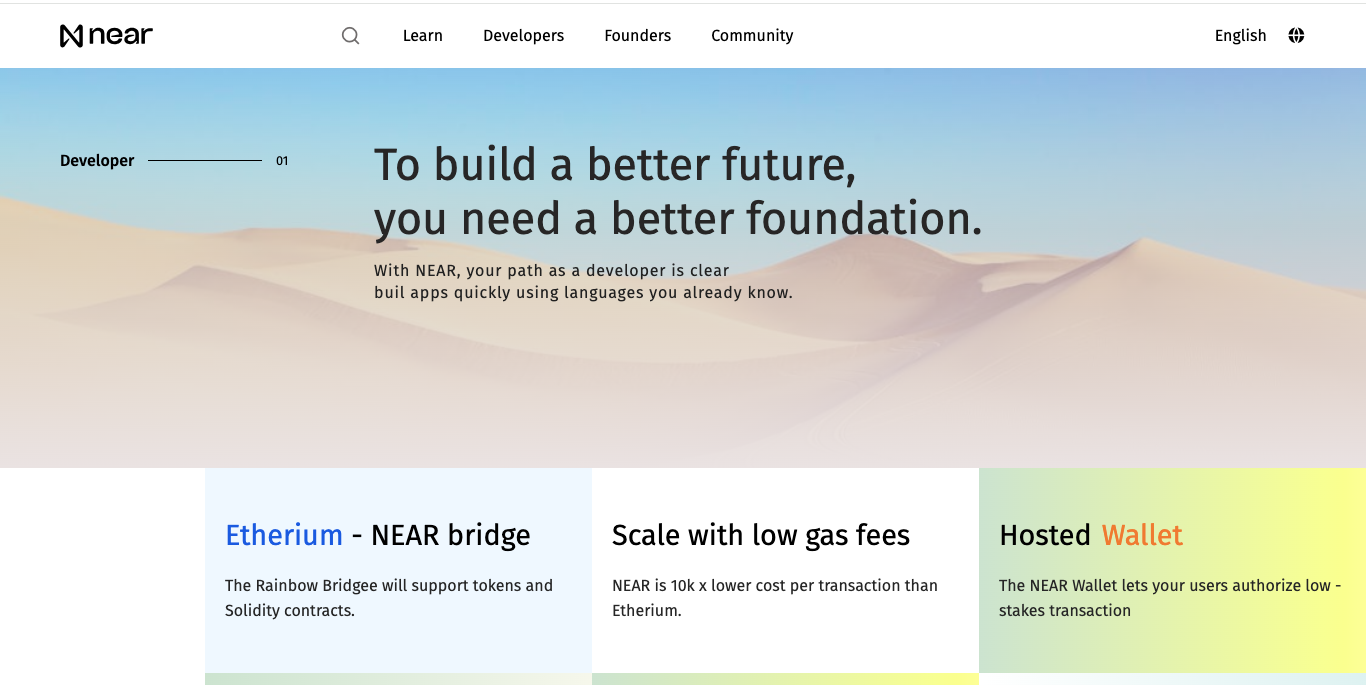 near
Learn
Developers
Founders
Community
English
Developer
01
To build a better future,
you need a better foundation.
With NEAR, your path as a developer is clear
buil apps quickly using languages you already know.
Etherium - NEAR bridge
The Rainbow Bridgee will support tokens and
Solidity contracts.
Scale with low gas fees
NEAR is 10k x lower cost per transaction than
Etherium.
Hosted Wallet
The NEAR Wallet lets your users authorize low -
stakes transaction